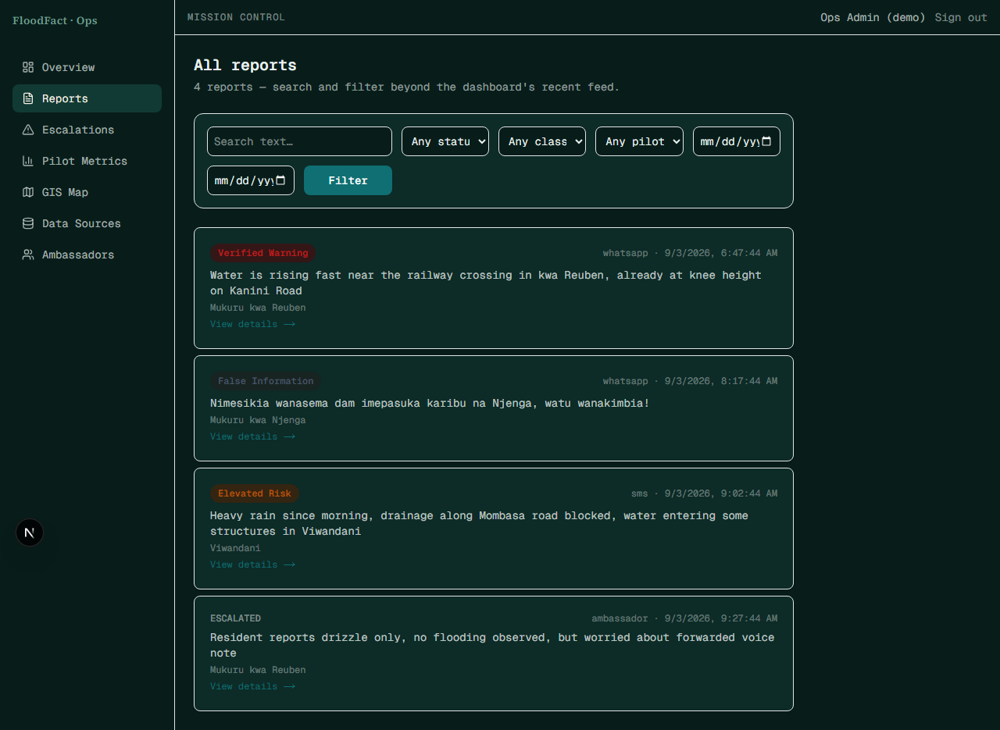 FloodFact · Ops
MISSION CONTROL
Ops Admin (demo) Sign out
Overview
Reports
Escalations
Pilot Metrics
GIS Map
Data Sources
Ambassadors
All reports
4 reports — search and filter beyond the dashboard's recent feed.
Search text…
Any statu
Any class
Any pilot
mm/dd/yyy
mm/dd/yyy
Filter
Verified Warning
whatsapp · 9/3/2026, 6:47:44 AM
Water is rising fast near the railway crossing in kwa Reuben, already at knee height
on Kanini Road
Mukuru kwa Reuben
View details →
False Information
whatsapp · 9/3/2026, 8:17:44 AM
Nimesikia wanasema dam imepasuka karibu na Njenga, watu wanakimbia!
Mukuru kwa Njenga
View details →
Elevated Risk
sms · 9/3/2026, 9:02:44 AM
Heavy rain since morning, drainage along Mombasa road blocked, water entering some
structures in Viwandani
Viwandani
View details →
ESCALATED
ambassador · 9/3/2026, 9:27:44 AM
Resident reports drizzle only, no flooding observed, but worried about forwarded voice
note
Mukuru kwa Reuben
View details →
N